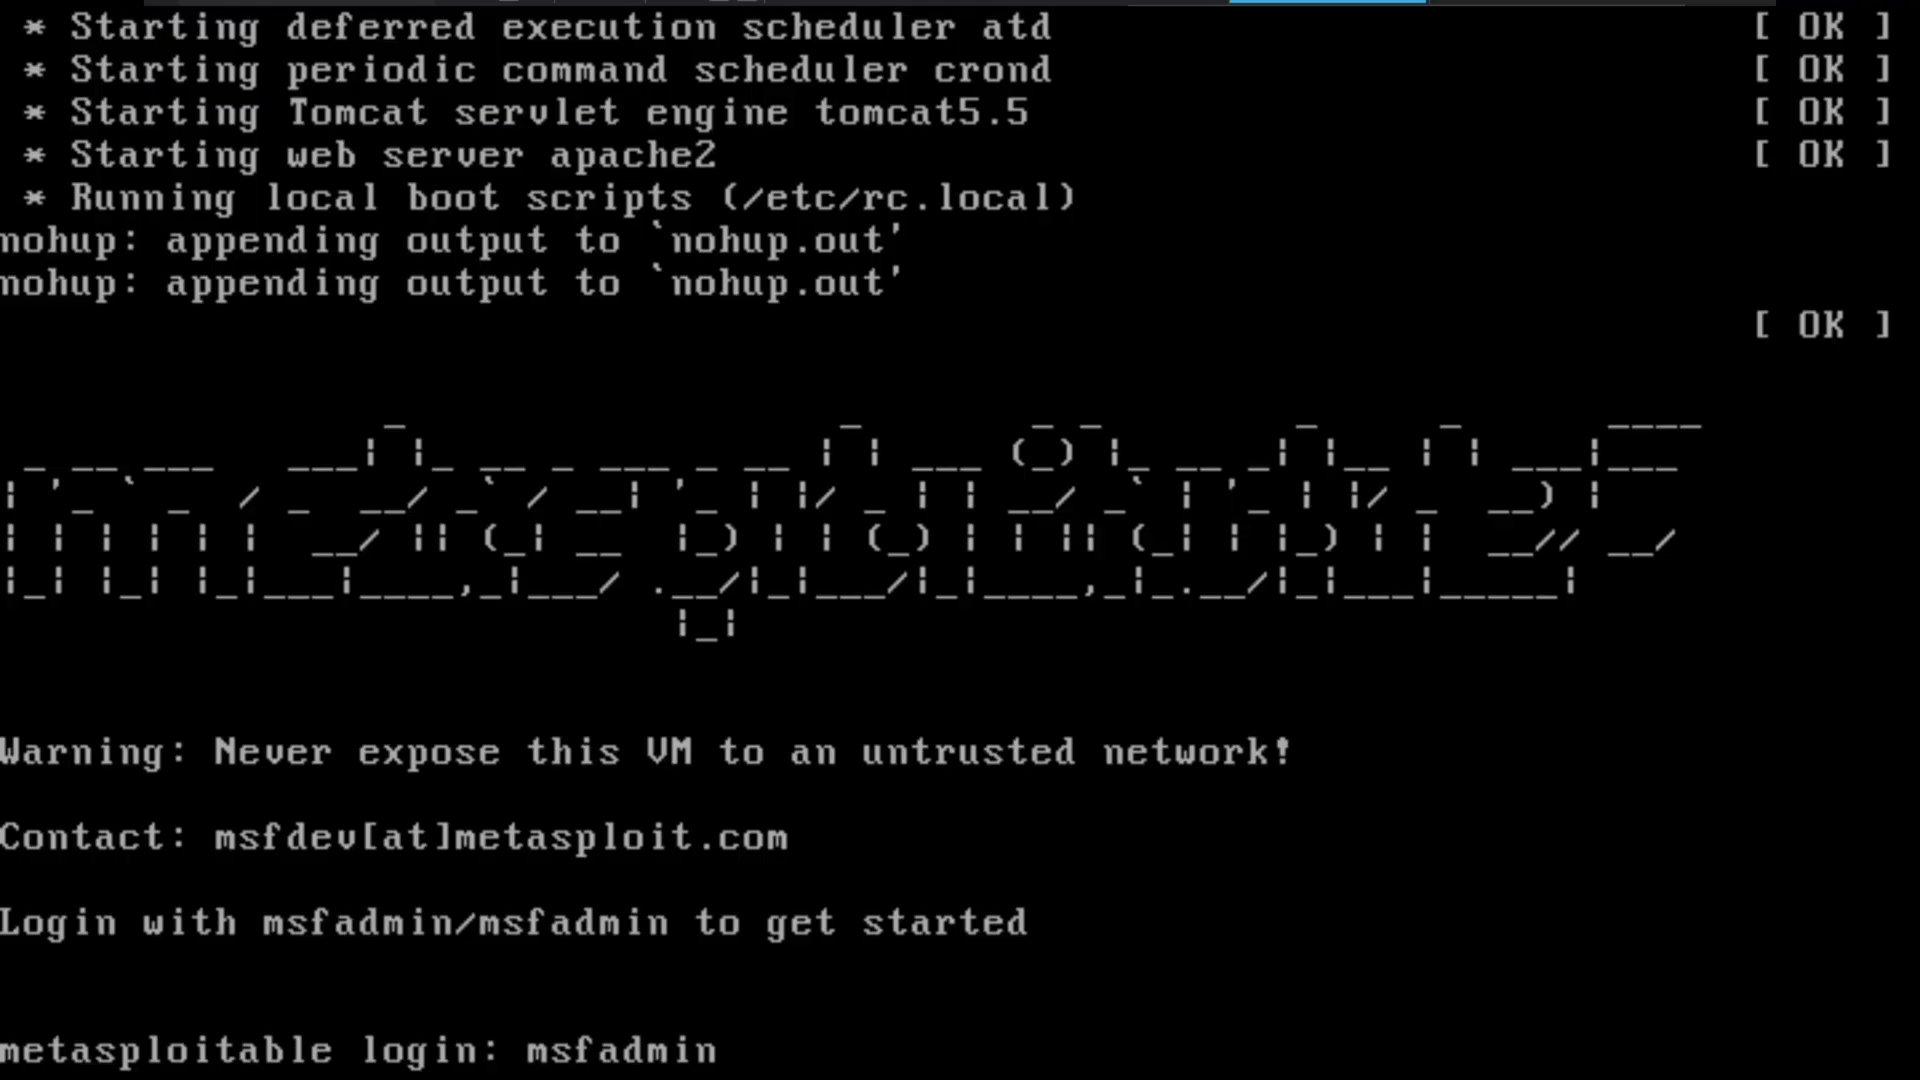 * Starting deferred execution scheduler atd [ OK ]
* Starting periodic command scheduler crond [ OK ]
* Starting Tomcat servlet engine tomcat5.5 [ OK ]
* Starting web server apache2 [ OK ]
* Running local boot scripts (/etc/rc.local)
nohup: appending output to `nohup.out'
nohup: appending output to `nohup.out'
[ OK ]
metasploitable2
Warning: Never expose this VM to an untrusted network!
Contact: msfdev[at]metasploit.com
Login with msfadmin/msfadmin to get started
metasploitable login: msfadmin